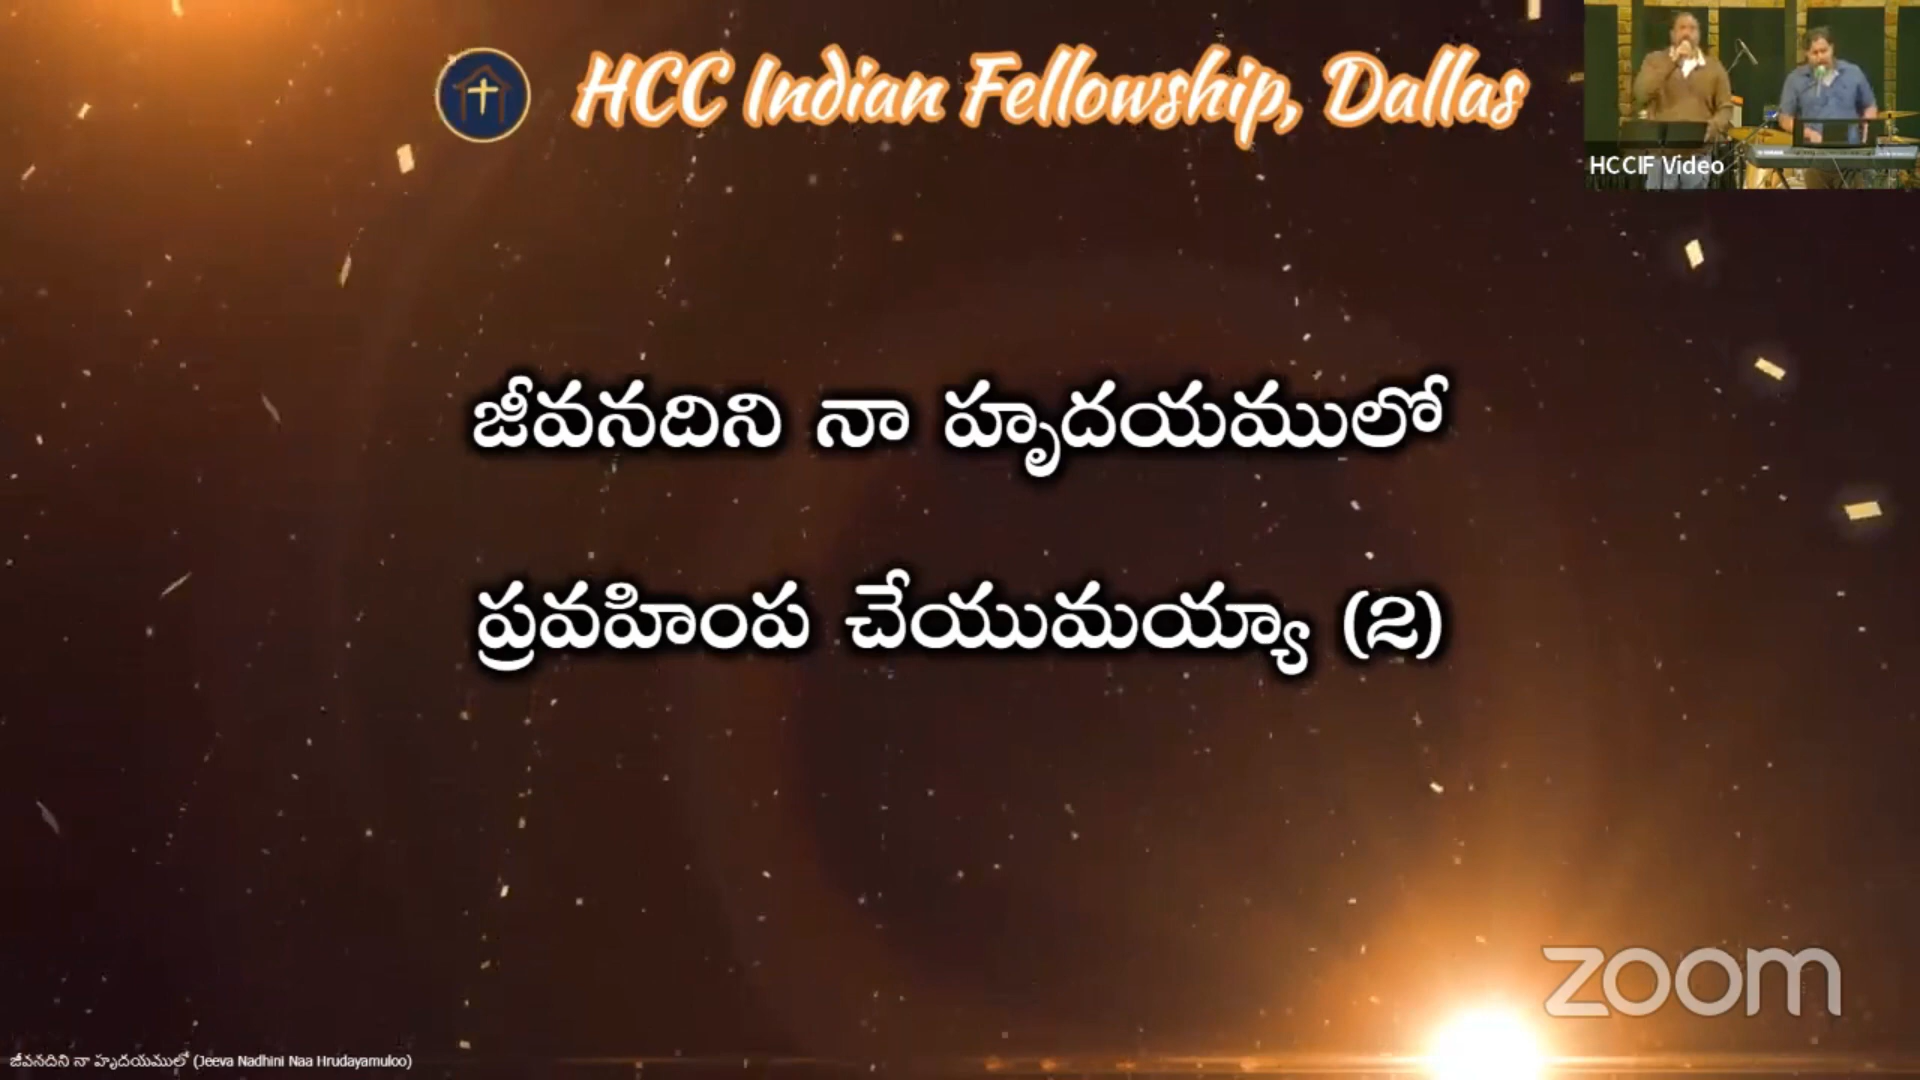 HCC Indian Fellowship, Dallas
HCCIF Video
జీవనదిని నా హృదయములో
ప్రవహింప చేయుమయ్యా (2)
zoom
జీవనదిని నా హృదయములో (Jeeva Nadhini Naa Hrudayamuloo)